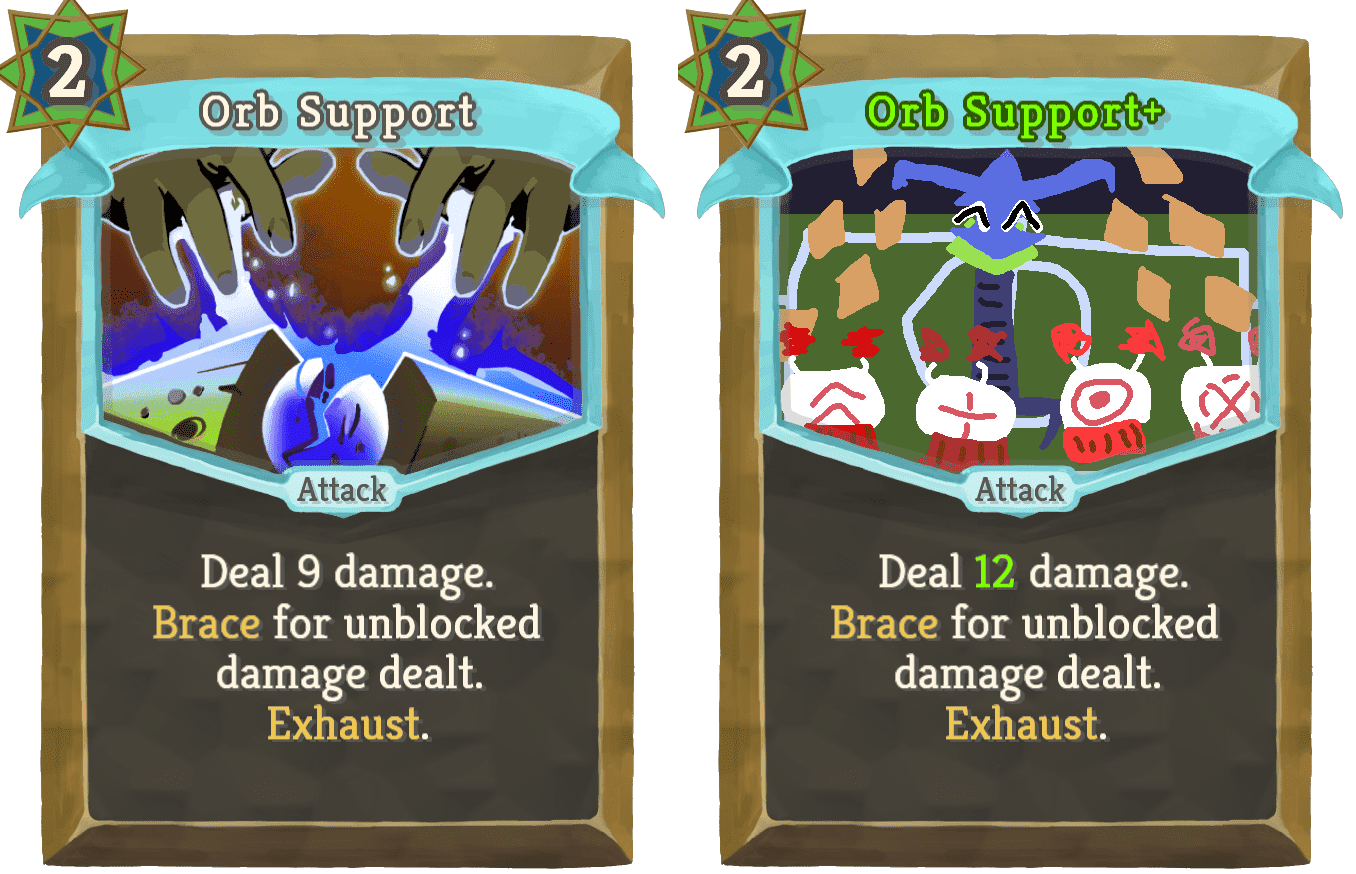 2
Orb Support
Attack
Deal 9 damage.
Brace for unblocked
damage dealt.
Exhaust.
2
Orb Support+
Attack
Deal 12 damage.
Brace for unblocked
damage dealt.
Exhaust.